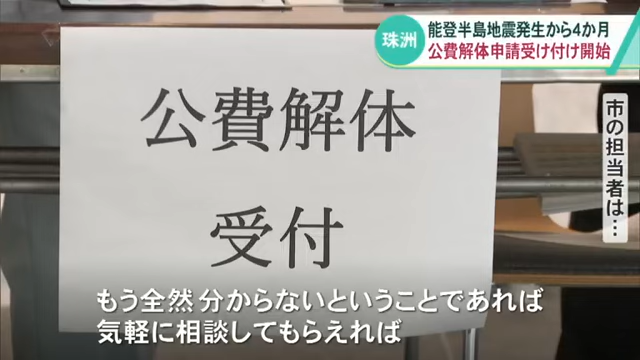 珠洲
能登半島地震発生から4か月
公費解体申請受け付け開始
市の担当者は…
公費解体
受付
もう全然分からないということであれば
気軽に相談してもらえれば